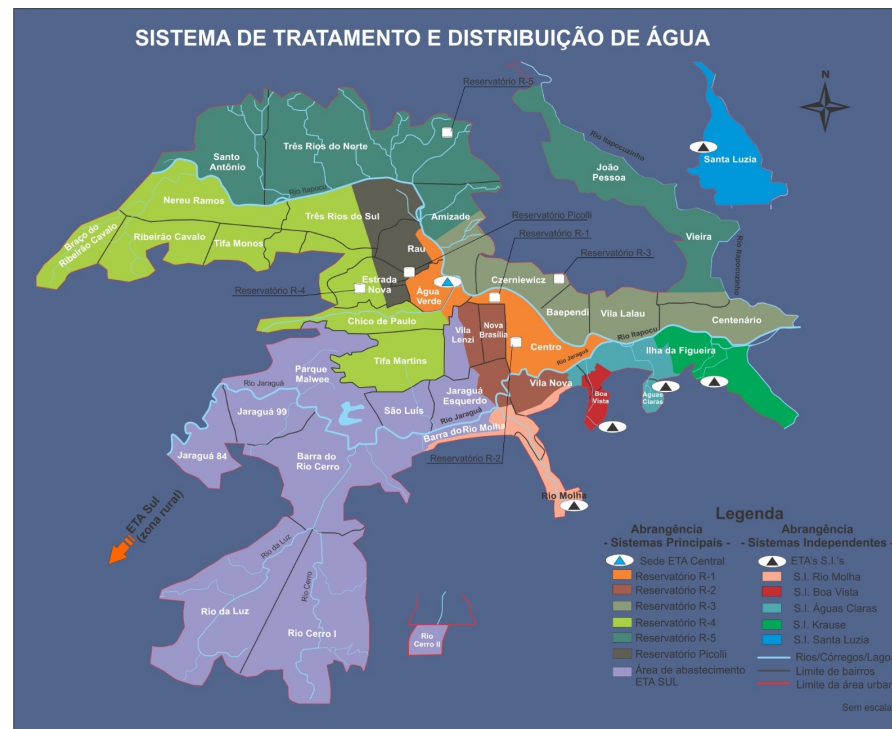 SISTEMA DE TRATAMENTO E DISTRIBUIÇÃO DE ÁGUA
N
Reservatório R-5
Rio Itapocuzinho
Santa Luzia
Santo
Antônio
Três Rios do Norte
Rio Itapocu
João
Pessoa
Nereu Ramos
Três Rios do Sul
Amizade
Reservatório Picolli
Braço do
Ribeirão Cavalo
Ribeirão Cavalo
Tifa Monos
Rau
Reservatório R-1
Vieira
Rio Itapocuzinho
Reservatório R-3
Reservatório R-4
Estrada
Nova
Água
Verde
Czerniewicz
Baependi
Vila Lalau
Centenário
Chico de Paulo
Vila
Lenzi
Nova
Brasília
Centro
Rio Itapocu
Rio Jaraguá
Ilha da Figueira
Tifa Martins
Parque
Malwee
Rio Jaraguá
Jaraguá
Esquerdo
Vila Nova
Boa
Vista
Águas
Claras
Jaraguá 99
São Luís
Rio Jaraguá
Barra do Rio Molha
Jaraguá 84
Barra do
Rio Cerro
Reservatório R-2
Rio Molha
ETA Sul
(zona rural)
Rio da Luz
Rio Cerro
Rio da Luz
Rio Cerro I
Rio
Cerro II
Legenda
Abrangência
- Sistemas Principais -
Sede ETA Central
Reservatório R-1
Reservatório R-2
Reservatório R-3
Reservatório R-4
Reservatório R-5
Reservatório Picolli
Área de abastecimento
ETA SUL
Abrangência
- Sistemas Independentes -
ETA's S.I.'s
S.I. Rio Molha
S.I. Boa Vista
S.I. Águas Claras
S.I. Krause
S.I. Santa Luzia
Rios/Córregos/Lago
Limite de bairros
Limite da área urban
Sem escala